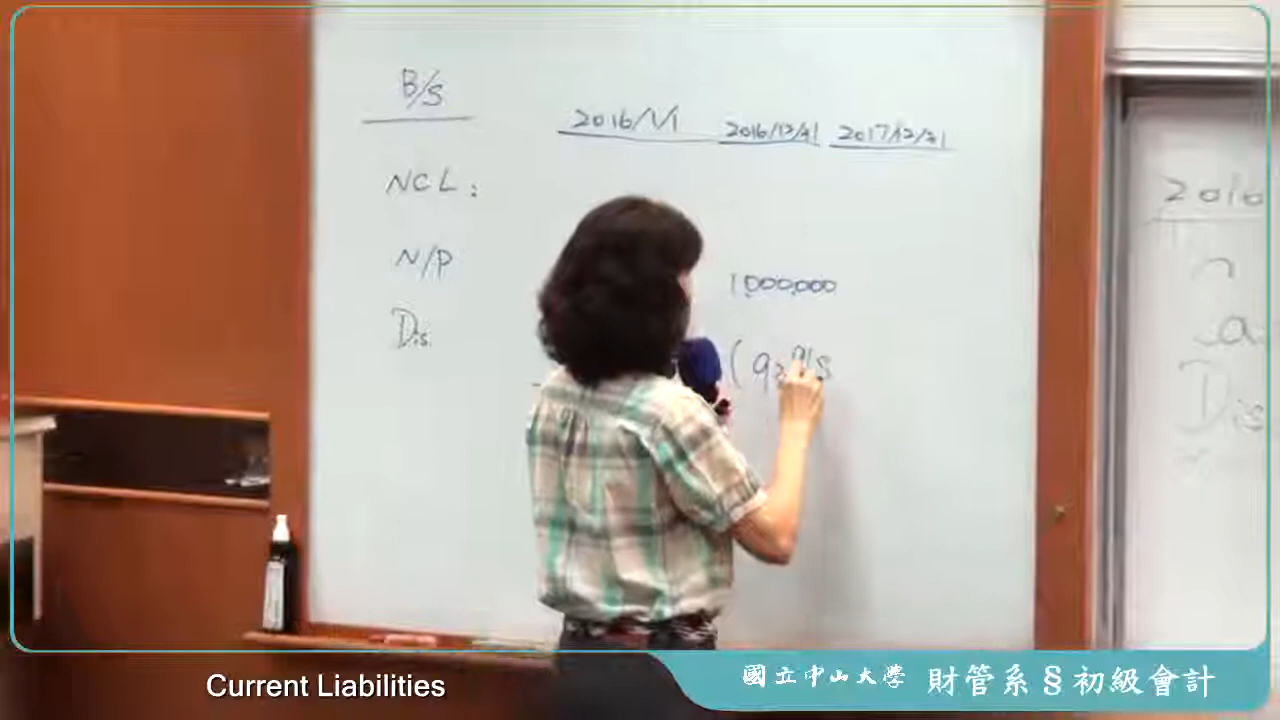 B/S
2016/1/1 2016/12/31 2017/12/31
NCL:
N/P 1,000,000
Dis.
2010
Dis
Current Liabilities
國立中山大學 財管系 § 初級會計